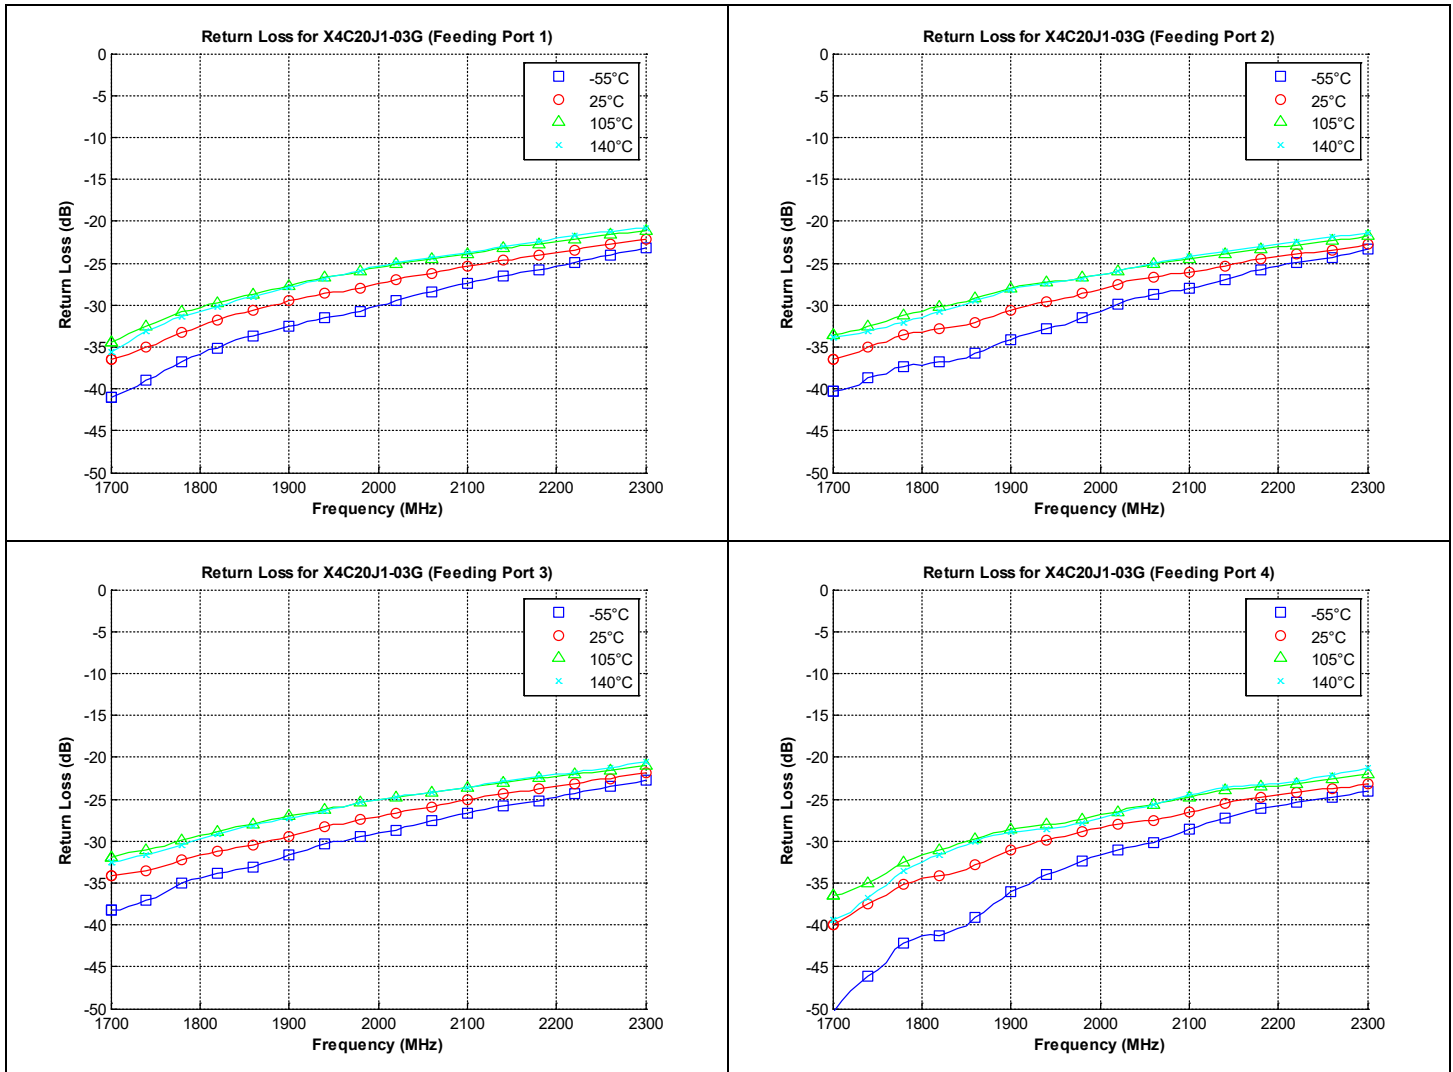 Return Loss for X4C20J1-03G (Feeding Port 1)
0
-5
-10
-15
-20
-25
-30
-35
-40
-45
-50
Return Loss (dB)
-55°C
25°C
105°C
140°C
1700 1800 1900 2000 2100 2200 2300
Frequency (MHz)
Return Loss for X4C20J1-03G (Feeding Port 2)
0
-5
-10
-15
-20
-25
-30
-35
-40
-45
-50
Return Loss (dB)
-55°C
25°C
105°C
140°C
1700 1800 1900 2000 2100 2200 2300
Frequency (MHz)
Return Loss for X4C20J1-03G (Feeding Port 3)
0
-5
-10
-15
-20
-25
-30
-35
-40
-45
-50
Return Loss (dB)
-55°C
25°C
105°C
140°C
1700 1800 1900 2000 2100 2200 2300
Frequency (MHz)
Return Loss for X4C20J1-03G (Feeding Port 4)
0
-5
-10
-15
-20
-25
-30
-35
-40
-45
-50
Return Loss (dB)
-55°C
25°C
105°C
140°C
1700 1800 1900 2000 2100 2200 2300
Frequency (MHz)